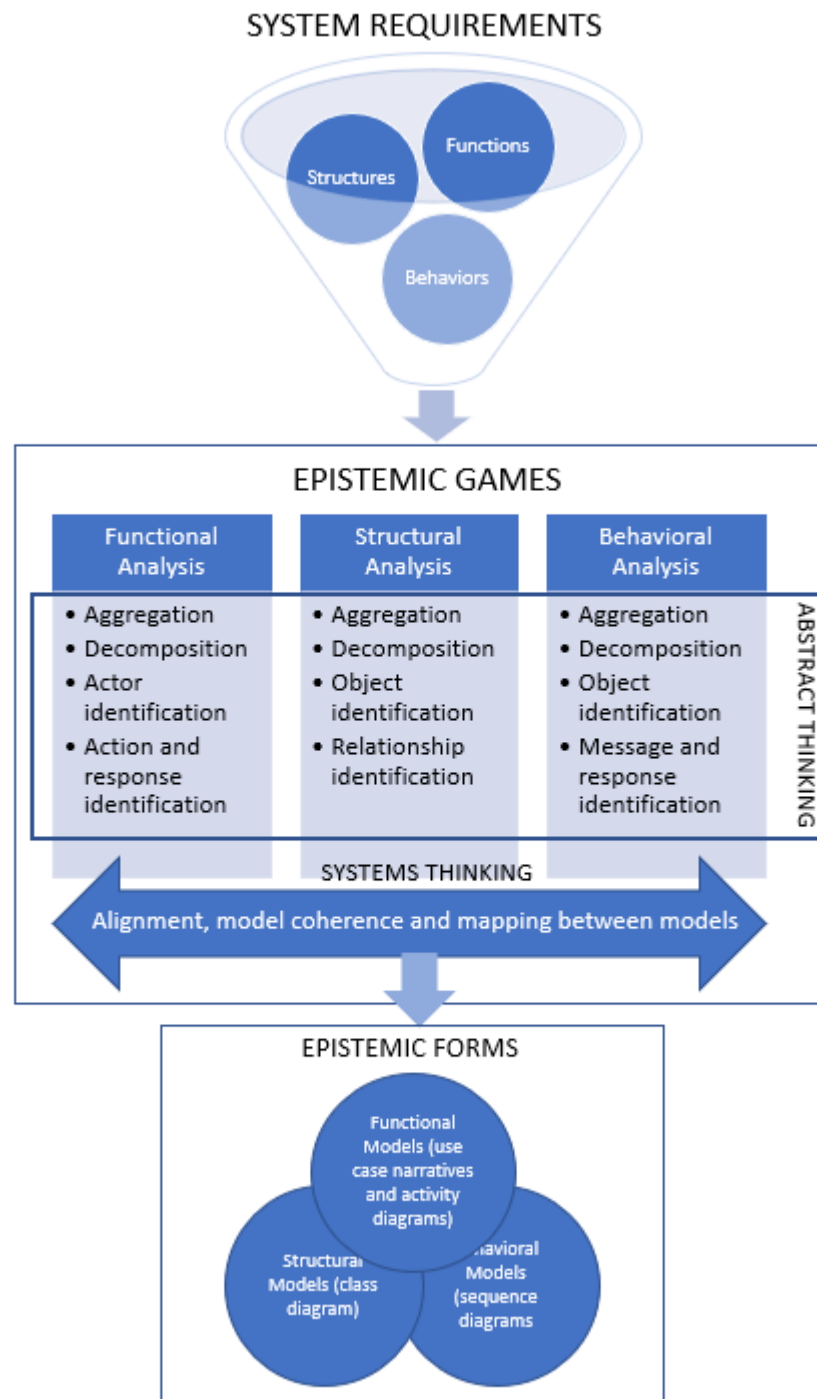 SYSTEM REQUIREMENTS
Functions
Structures
Behaviors
EPISTEMIC GAMES
Functional
Analysis
• Aggregation
• Decomposition
• Actor
identification
• Action and
response
identification
Structural
Analysis
• Aggregation
• Decomposition
• Object
identification
• Relationship
identification
Behavioral
Analysis
• Aggregation
• Decomposition
• Object
identification
• Message and
response
identification
ABSTRACT THINKING
SYSTEMS THINKING
Alignment, model coherence and mapping between models
EPISTEMIC FORMS
Functional
Models (use
case narratives
and activity
diagrams)
Structural
Models (class
diagram)
ehavioral
Models
(sequence
diagrams